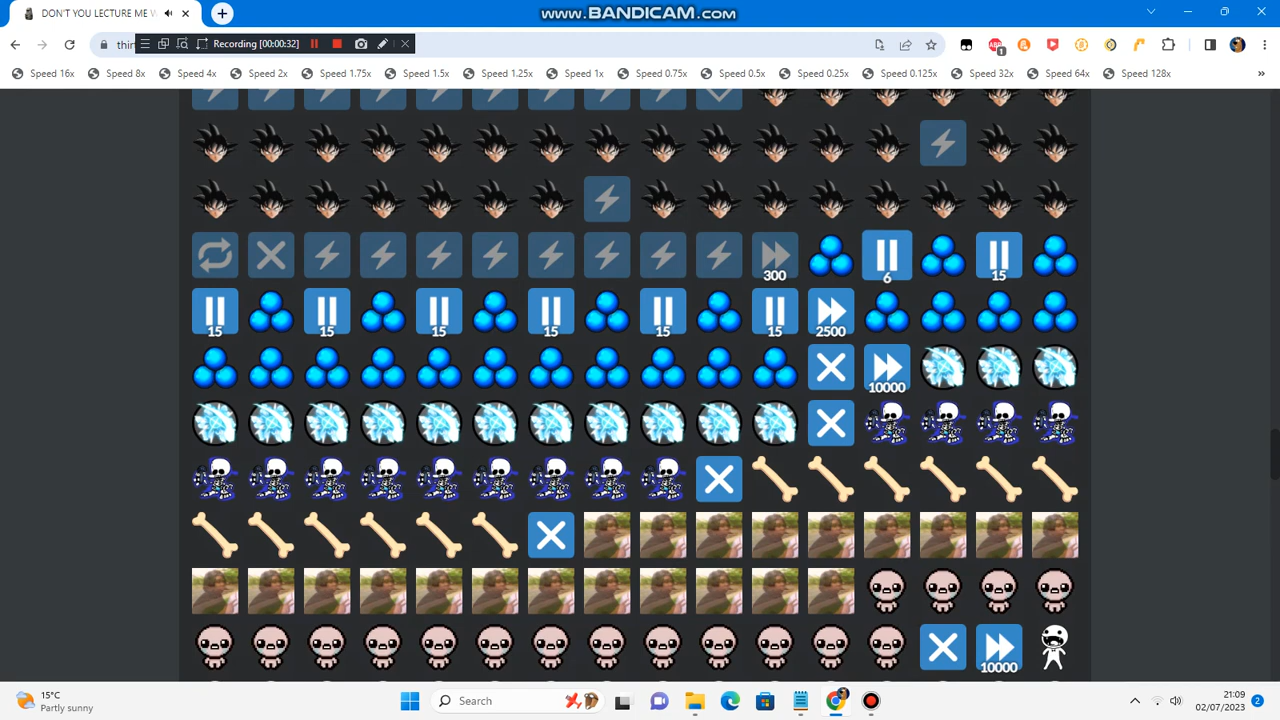 www.BANDICAM.com
DON'T YOU LECTURE ME W
thir
Recording [00:00:32]
ABP
1
Speed 16x
Speed 8x
Speed 4x
Speed 2x
Speed 1.75x
Speed 1.5x
Speed 1.25x
Speed 1x
Speed 0.75x
Speed 0.5x
Speed 0.25x
Speed 0.125x
Speed 32x
Speed 64x
Speed 128x
»
300
6
15
15
15
15
15
15
15
2500
10000
10000
15°C
Partly sunny
Search
21:09
02/07/2023
2